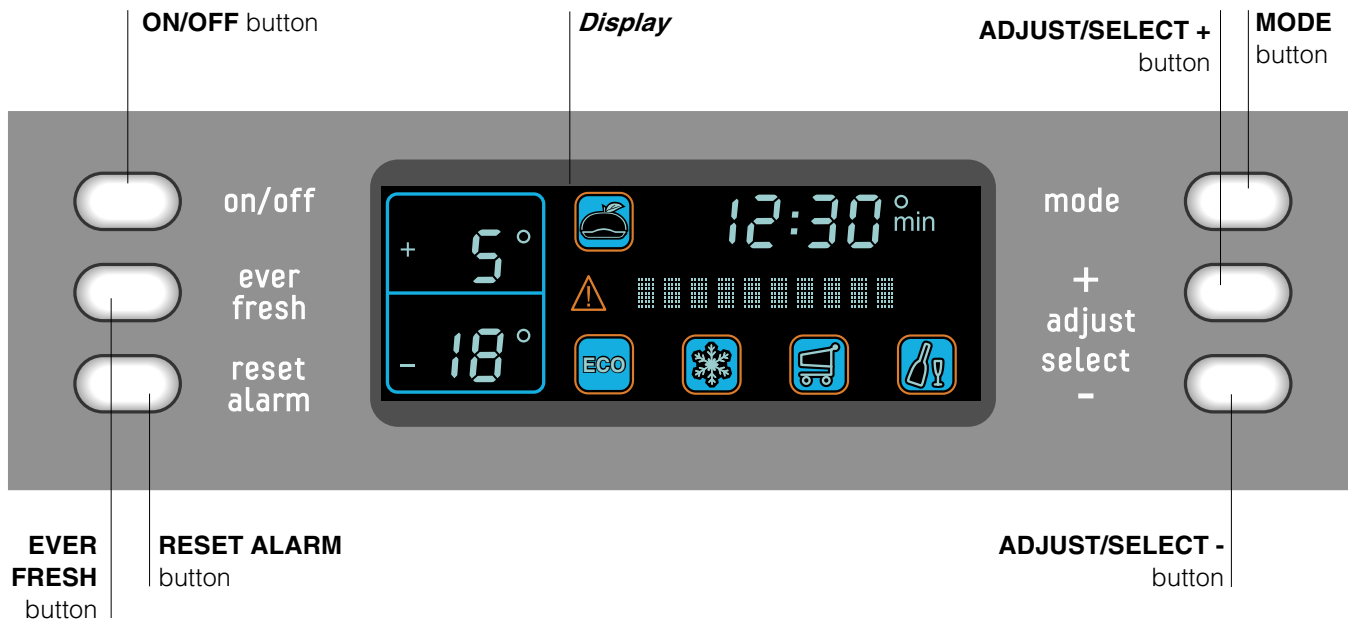 ON/OFF button
Display
ADJUST/SELECT +
button
MODE
button
on/off
ever
fresh
reset
alarm
+ 5°
- 18°
12:30° min
ECO
mode
+
adjust
select
-
EVER
FRESH
button
RESET ALARM
button
ADJUST/SELECT -
button